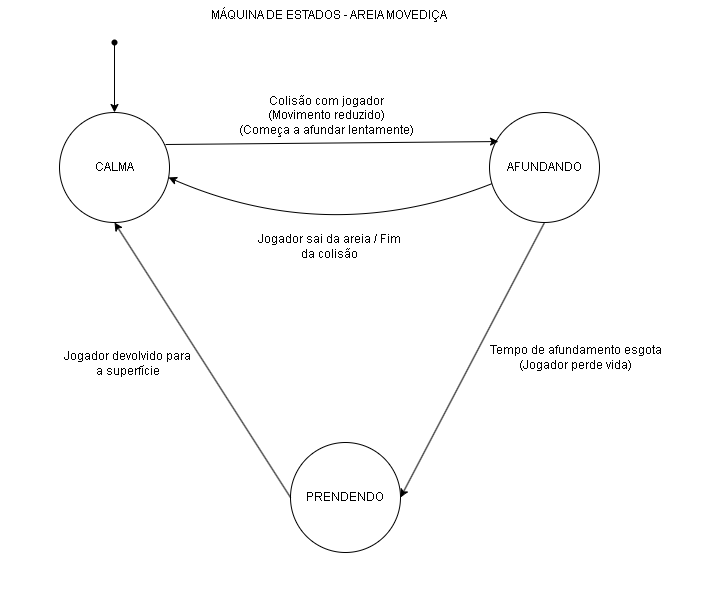 MÁQUINA DE ESTADOS - AREIA MOVEDIÇA
Colisão com jogador
(Movimento reduzido)
(Começa a afundar lentamente)
CALMA
AFUNDANDO
Jogador sai da areia / Fim
da colisão
Jogador devolvido para
a superfície
Tempo de afundamento esgota
(Jogador perde vida)
PRENDENDO